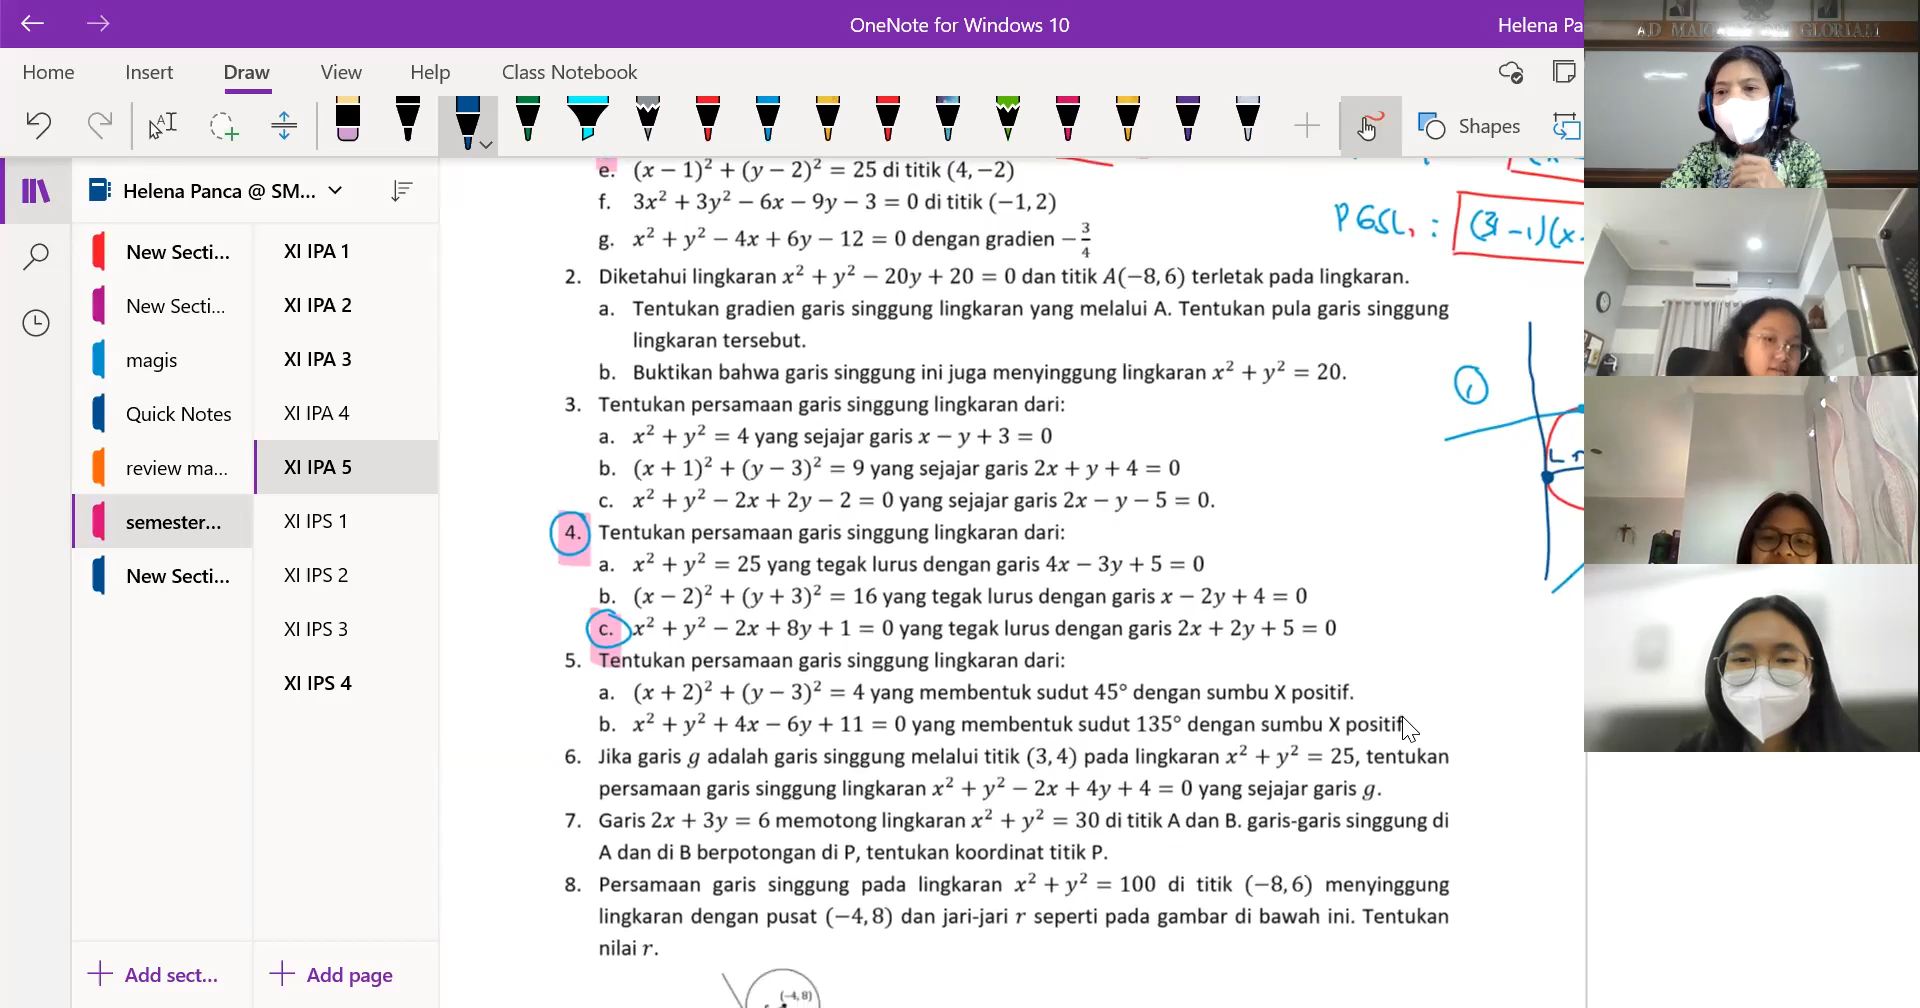 OneNote for Windows 10
Helena Pa
Home Insert Draw View Help Class Notebook
Shapes
Helena Panca @ SM...
New Secti...
New Secti...
magis
Quick Notes
review ma...
semester...
New Secti...
XI IPA 1
XI IPA 2
XI IPA 3
XI IPA 4
XI IPA 5
XI IPS 1
XI IPS 2
XI IPS 3
XI IPS 4
Add sect...
Add page
e. (x − 1)² + (y − 2)² = 25 di titik (4, −2)
f. 3x² + 3y² − 6x − 9y − 3 = 0 di titik (−1, 2)
g. x² + y² − 4x + 6y − 12 = 0 dengan gradien −3/4
2. Diketahui lingkaran x² + y² − 20y + 20 = 0 dan titik A(−8, 6) terletak pada lingkaran.
a. Tentukan gradien garis singgung lingkaran yang melalui A. Tentukan pula garis singgung
lingkaran tersebut.
b. Buktikan bahwa garis singgung ini juga menyinggung lingkaran x² + y² = 20.
3. Tentukan persamaan garis singgung lingkaran dari:
a. x² + y² = 4 yang sejajar garis x − y + 3 = 0
b. (x + 1)² + (y − 3)² = 9 yang sejajar garis 2x + y + 4 = 0
c. x² + y² − 2x + 2y − 2 = 0 yang sejajar garis 2x − y − 5 = 0.
4. Tentukan persamaan garis singgung lingkaran dari:
a. x² + y² = 25 yang tegak lurus dengan garis 4x − 3y + 5 = 0
b. (x − 2)² + (y + 3)² = 16 yang tegak lurus dengan garis x − 2y + 4 = 0
c. x² + y² − 2x + 8y + 1 = 0 yang tegak lurus dengan garis 2x + 2y + 5 = 0
5. Tentukan persamaan garis singgung lingkaran dari:
a. (x + 2)² + (y − 3)² = 4 yang membentuk sudut 45° dengan sumbu X positif.
b. x² + y² + 4x − 6y + 11 = 0 yang membentuk sudut 135° dengan sumbu X positif
6. Jika garis g adalah garis singgung melalui titik (3, 4) pada lingkaran x² + y² = 25, tentukan
persamaan garis singgung lingkaran x² + y² − 2x + 4y + 4 = 0 yang sejajar garis g.
7. Garis 2x + 3y = 6 memotong lingkaran x² + y² = 30 di titik A dan B. garis-garis singgung di
A dan di B berpotongan di P, tentukan koordinat titik P.
8. Persamaan garis singgung pada lingkaran x² + y² = 100 di titik (−8, 6) menyinggung
lingkaran dengan pusat (−4, 8) dan jari-jari r seperti pada gambar di bawah ini. Tentukan
nilai r.
(−4, 8)
PGSL₁ :
1
GLORIAM